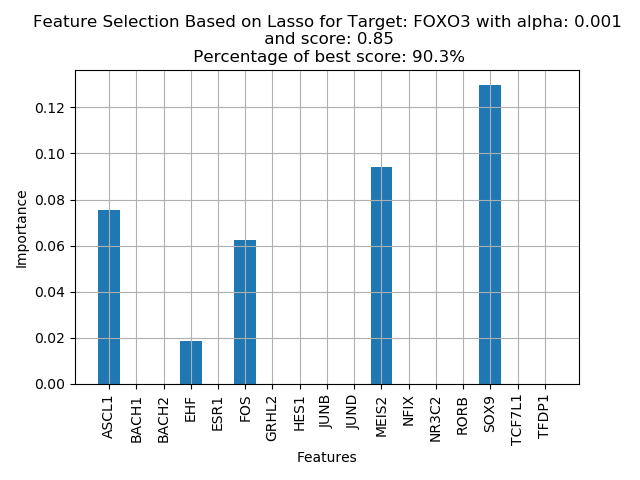 Feature Selection Based on Lasso for Target: FOXO3 with alpha: 0.001
and score: 0.85
Percentage of best score: 90.3%
0.12
0.10
0.08
0.06
0.04
0.02
0.00
Importance
ASCL1
BACH1
BACH2
EHF
ESR1
FOS
GRHL2
HES1
JUNB
JUND
MEIS2
NFIX
NR3C2
RORB
SOX9
TCF7L1
TFDP1
Features